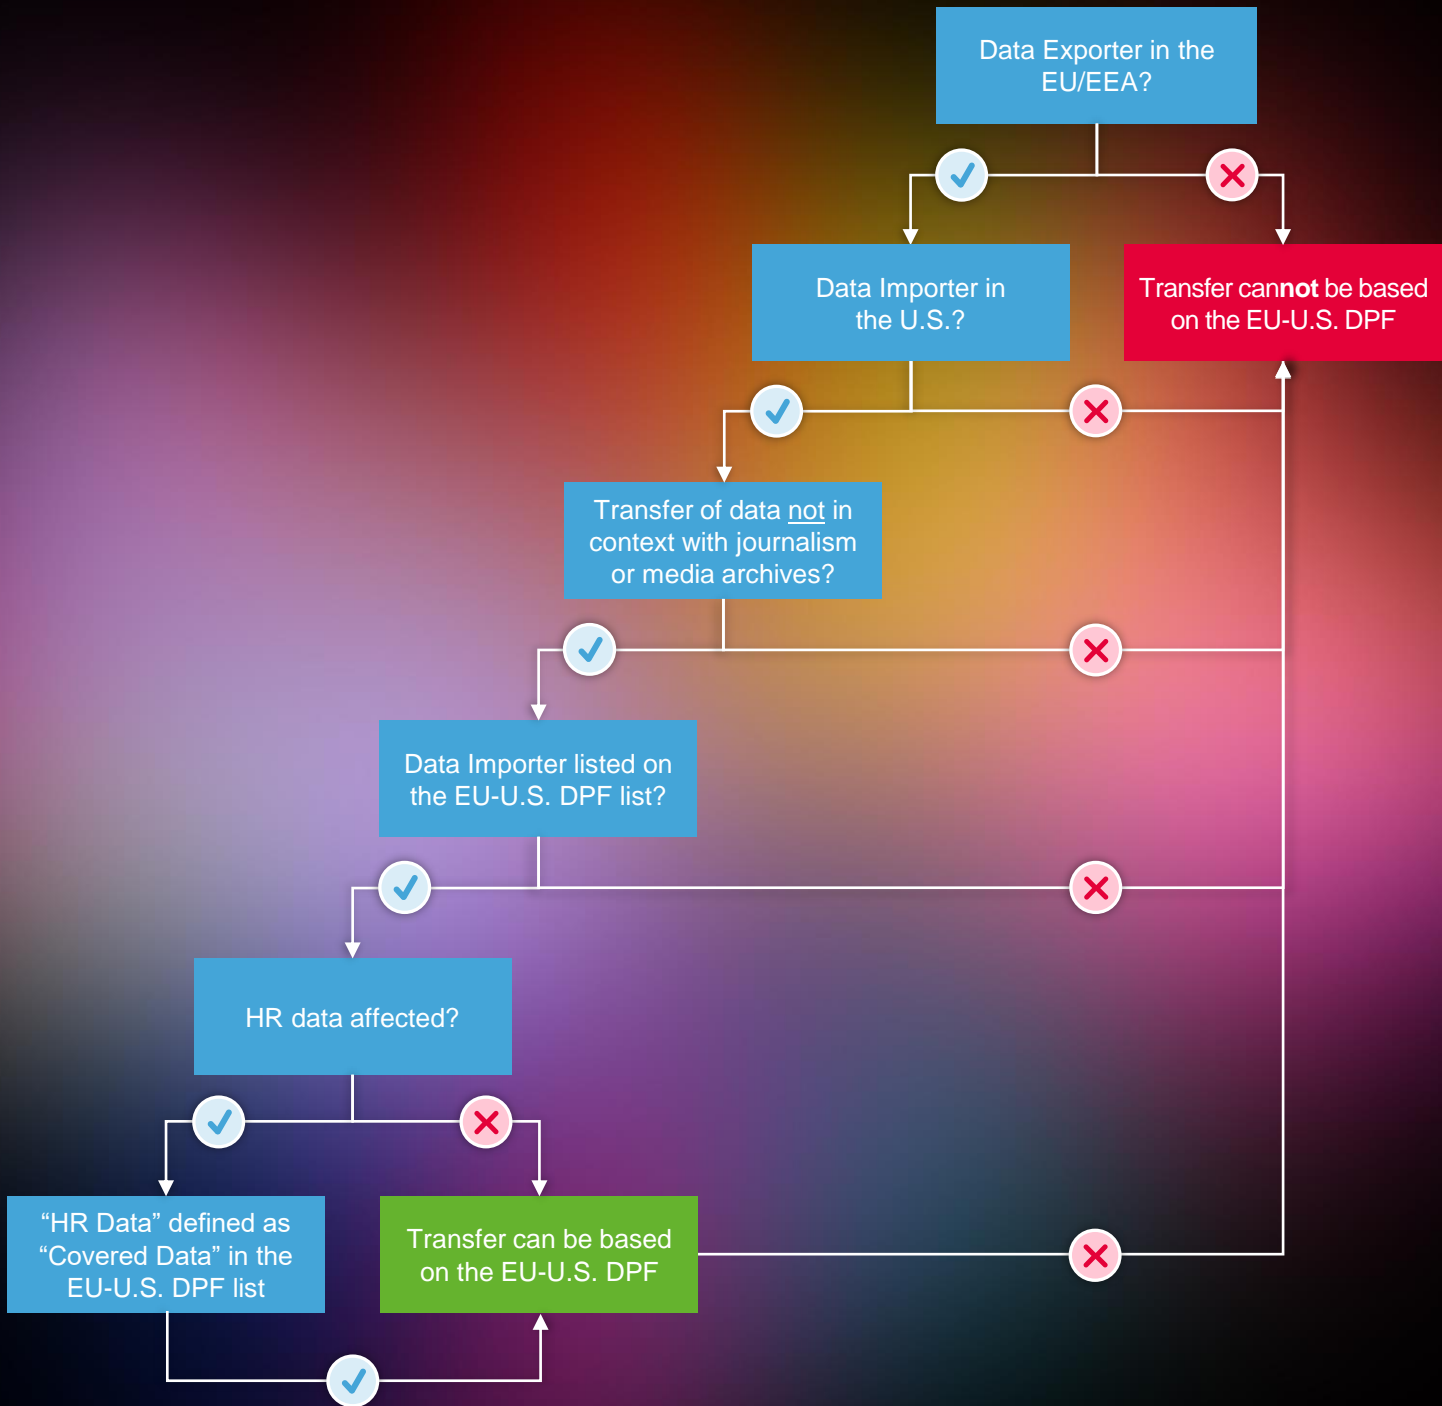 Data Exporter in the
EU/EEA?
Data Importer in
the U.S.?
Transfer cannot be based
on the EU-U.S. DPF
Transfer of data not in
context with journalism
or media archives?
Data Importer listed on
the EU-U.S. DPF list?
HR data affected?
“HR Data” defined as
“Covered Data” in the
EU-U.S. DPF list
Transfer can be based
on the EU-U.S. DPF